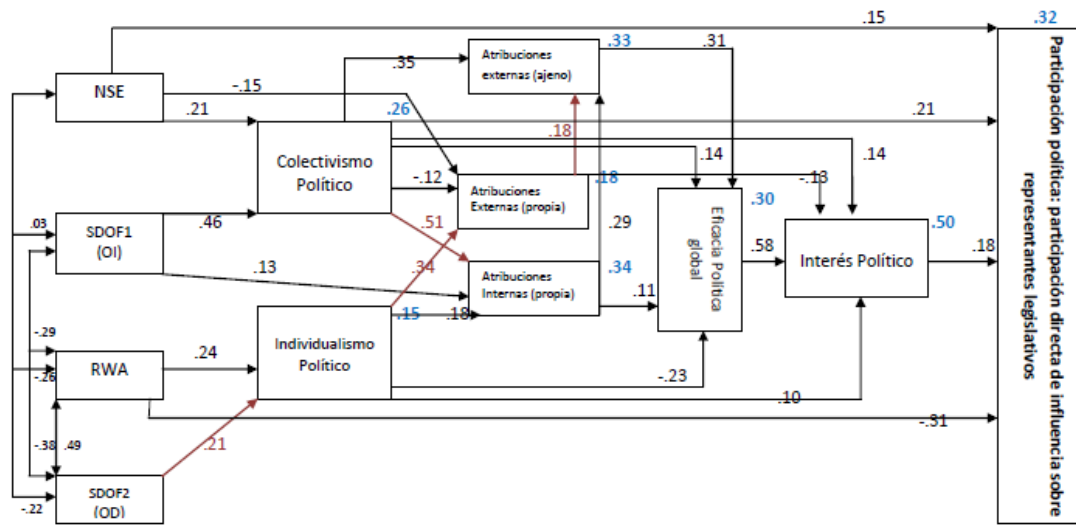 .15
.32
NSE
-.15
.21
.35
Atribuciones
externas (ajeno)
.33
.31
.26
.21
.18
.14
.14
Colectivismo
Político
-.12
Atribuciones
Externas (propia)
.18
-.13
.03
SDOF1
(OI)
.46
.51
.30
.50
.29
Eficacia Política
global
.58
Interés Político
.18
.13
.34
Atribuciones
Internas (propia)
.34
.11
.15
.18
-.29
RWA
-.26
.24
Individualismo
Político
-.23
.10
-.31
-.38
.49
.21
SDOF2
(OD)
-.22
Participación política: participación directa de influencia sobre
representantes legislativos